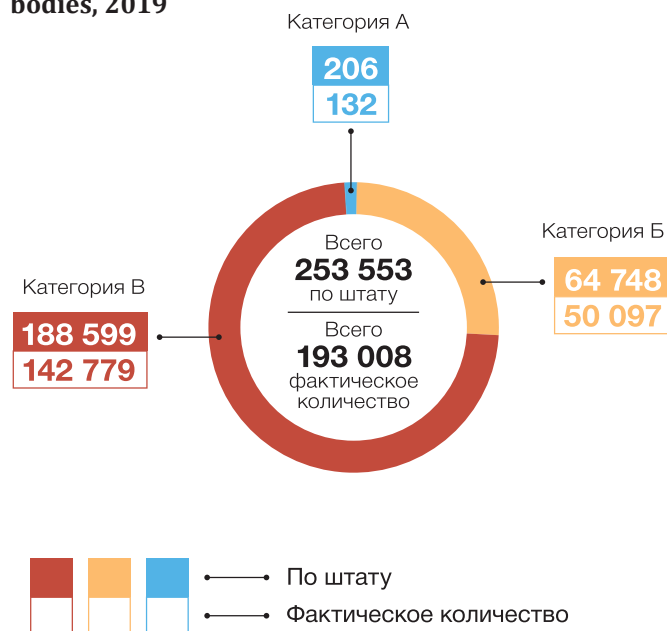 bodies, 2019
Категория А
206
132
Категория Б
64 748
50 097
Всего
253 553
по штату
Всего
193 008
фактическое
количество
Категория В
188 599
142 779
По штату
Фактическое количество